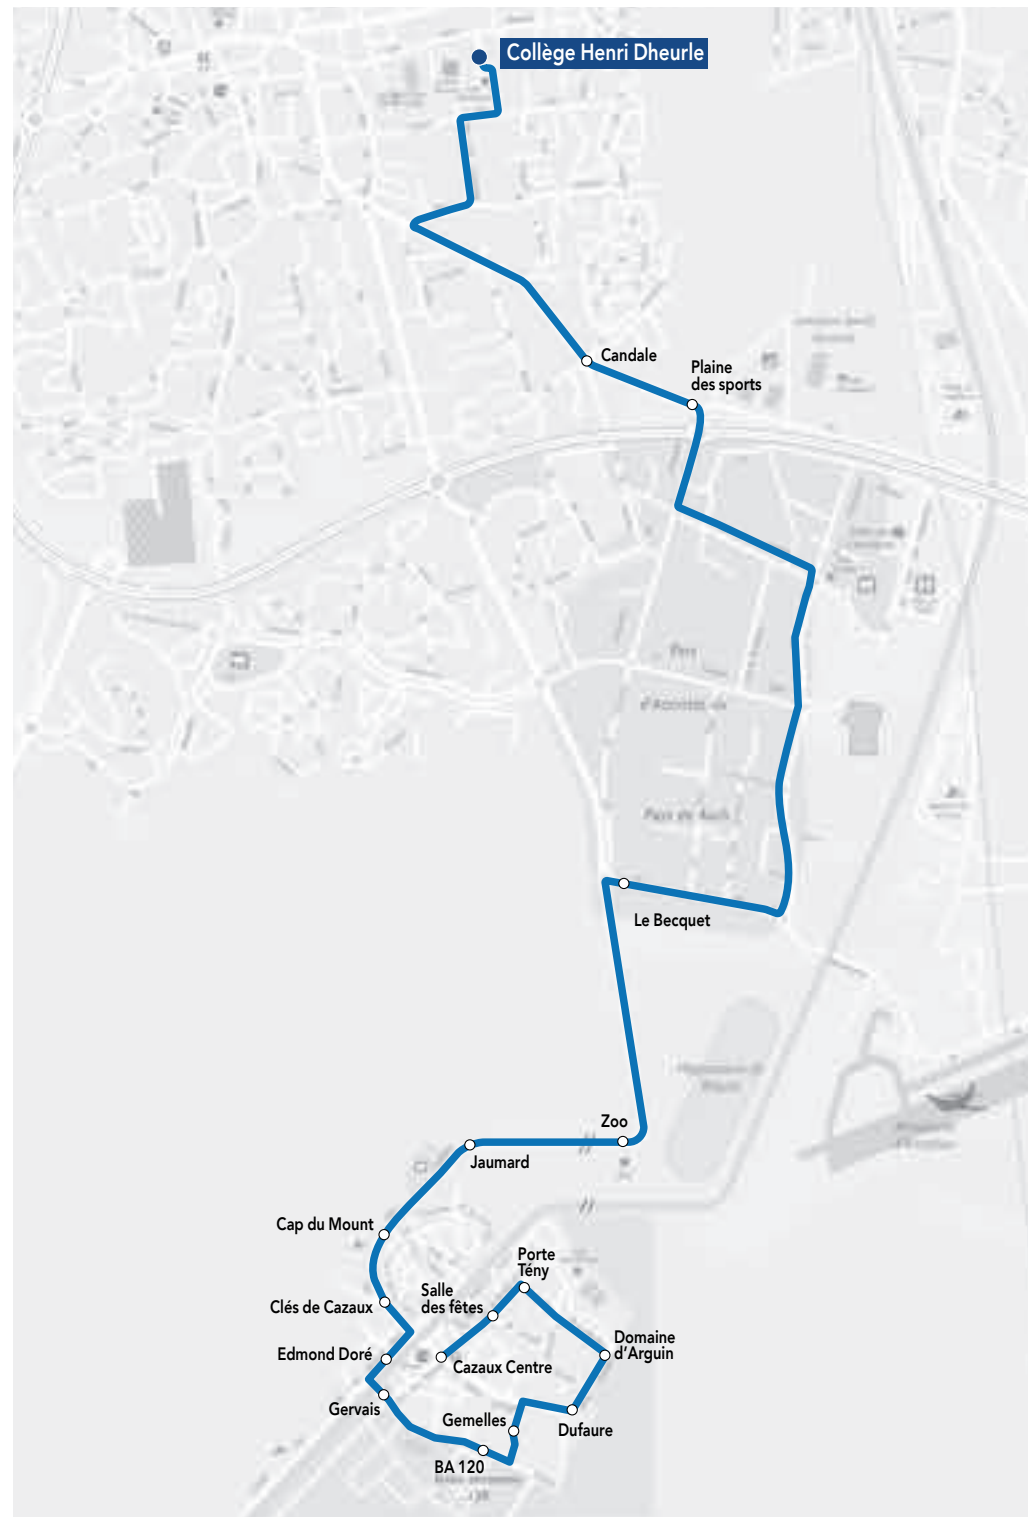 Collège Henri Dheurle
Candale
Plaine
des sports
Le Becquet
Zoo
Jaumard
Cap du Mount
Porte
Tény
Salle
des fêtes
Clés de Cazaux
Domaine
d'Arguin
Edmond Doré
Cazaux Centre
Gervais
Gemelles
Dufaure
BA 120